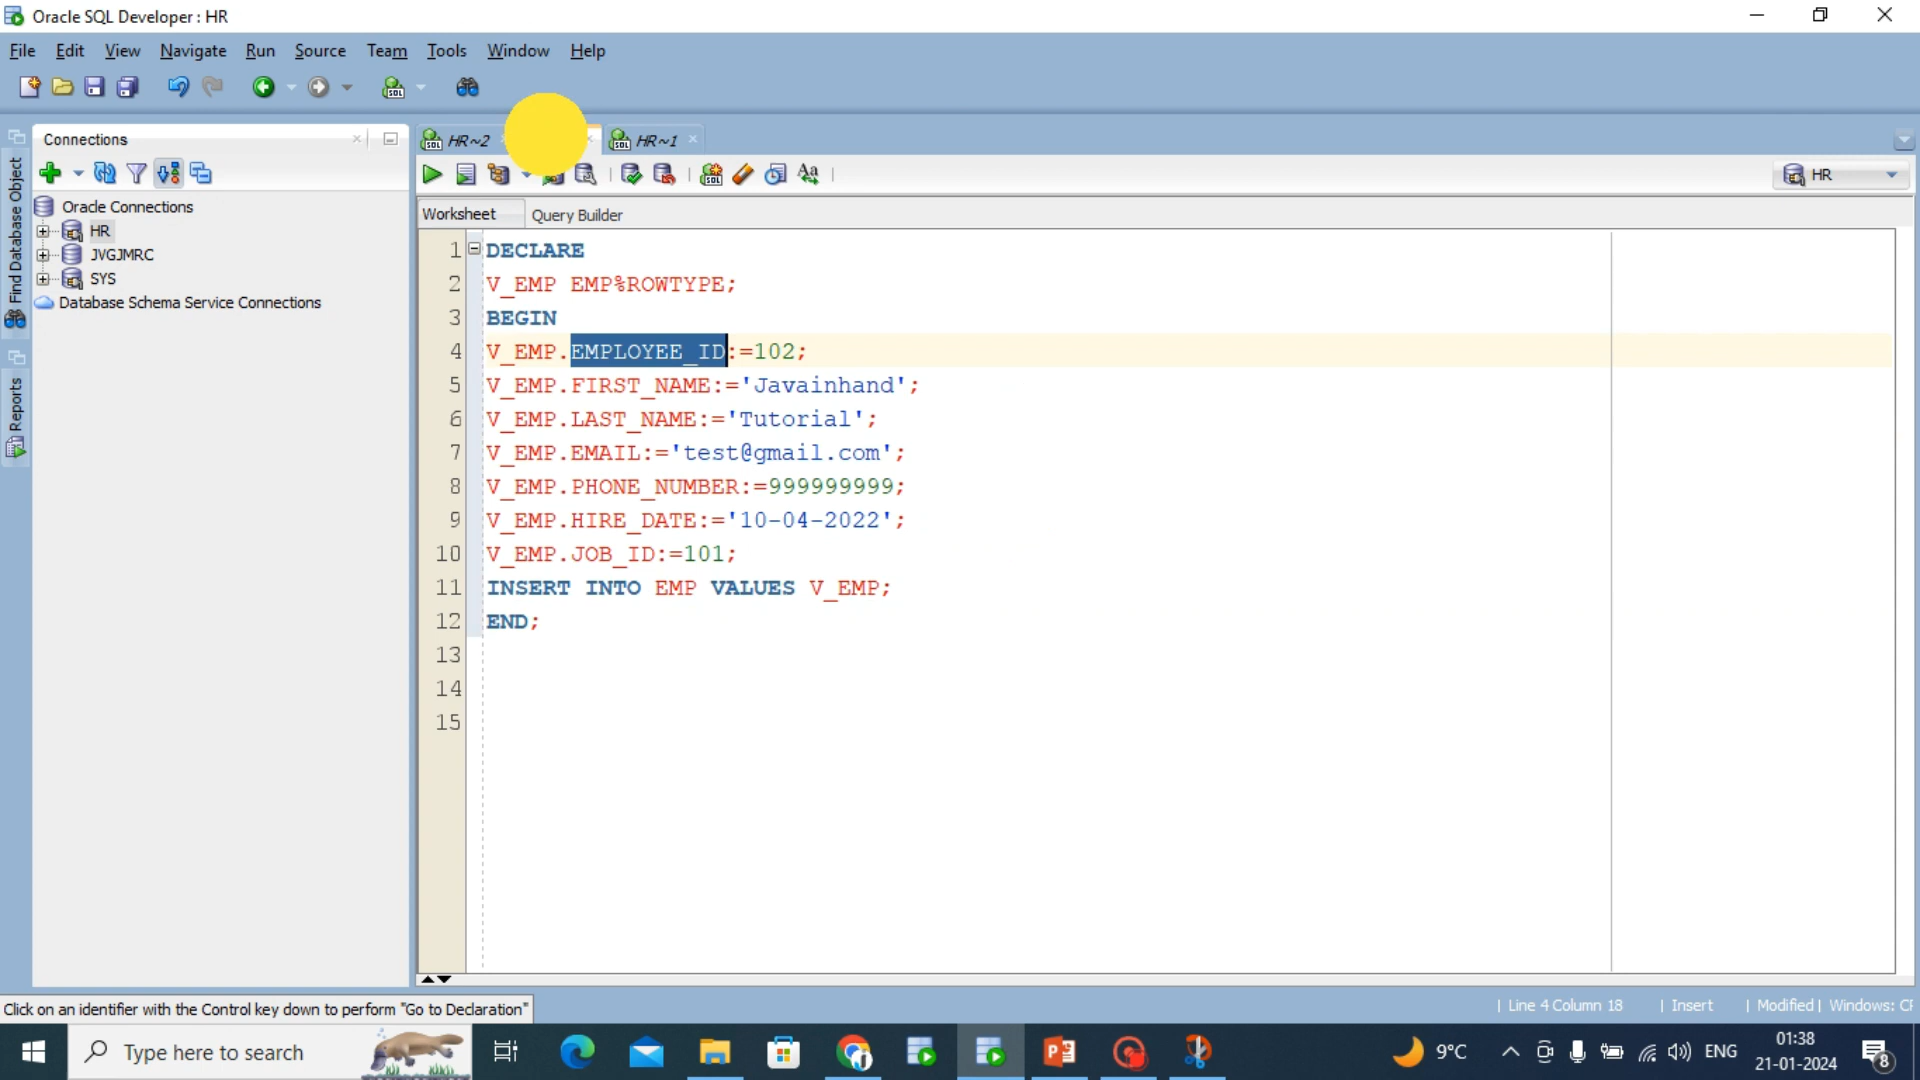 Oracle SQL Developer : HR
File Edit View Navigate Run Source Team Tools Window Help
SQL
Connections
HR~2
HR~1
HR
Find Database Object
Reports
Oracle Connections
HR
JVGJMRC
SYS
Database Schema Service Connections
Worksheet Query Builder
1 DECLARE
2 V_EMP EMP%ROWTYPE;
3 BEGIN
4 V_EMP.EMPLOYEE_ID:=102;
5 V_EMP.FIRST_NAME:='Javainhand';
6 V_EMP.LAST_NAME:='Tutorial';
7 V_EMP.EMAIL:='test@gmail.com';
8 V_EMP.PHONE_NUMBER:=999999999;
9 V_EMP.HIRE_DATE:='10-04-2022';
10 V_EMP.JOB_ID:=101;
11 INSERT INTO EMP VALUES V_EMP;
12 END;
13
14
15
Click on an identifier with the Control key down to perform "Go to Declaration"
| Line 4 Column 18 | Insert | Modified | Windows:
Type here to search
9°C
ENG
01:38
21-01-2024
8